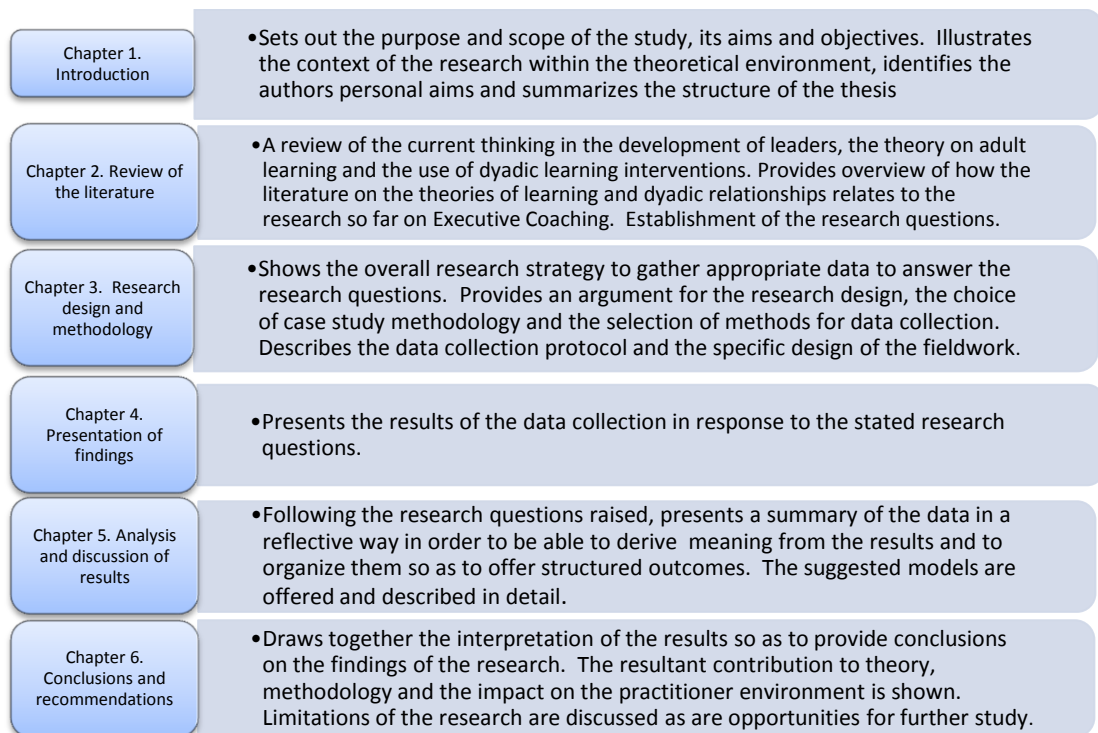 Chapter 1.
Introduction
•Sets out the purpose and scope of the study, its aims and objectives.  Illustrates
the context of the research within the theoretical environment, identifies the
authors personal aims and summarizes the structure of the thesis
Chapter 2. Review of
the literature
•A review of the current thinking in the development of leaders, the theory on adult
learning and the use of dyadic learning interventions. Provides overview of how the
literature on the theories of learning and dyadic relationships relates to the
research so far on Executive Coaching.  Establishment of the research questions.
Chapter 3.  Research
design and
methodology
•Shows the overall research strategy to gather appropriate data to answer the
research questions.  Provides an argument for the research design, the choice
of case study methodology and the selection of methods for data collection.
Describes the data collection protocol and the specific design of the fieldwork.
Chapter 4.
Presentation of
findings
•Presents the results of the data collection in response to the stated research
questions.
Chapter 5. Analysis
and discussion of
results
•Following the research questions raised, presents a summary of the data in a
reflective way in order to be able to derive  meaning from the results and to
organize them so as to offer structured outcomes.  The suggested models are
offered and described in detail.
Chapter 6.
Conclusions and
recommendations
•Draws together the interpretation of the results so as to provide conclusions
on the findings of the research.  The resultant contribution to theory,
methodology and the impact on the practitioner environment is shown.
Limitations of the research are discussed as are opportunities for further study.